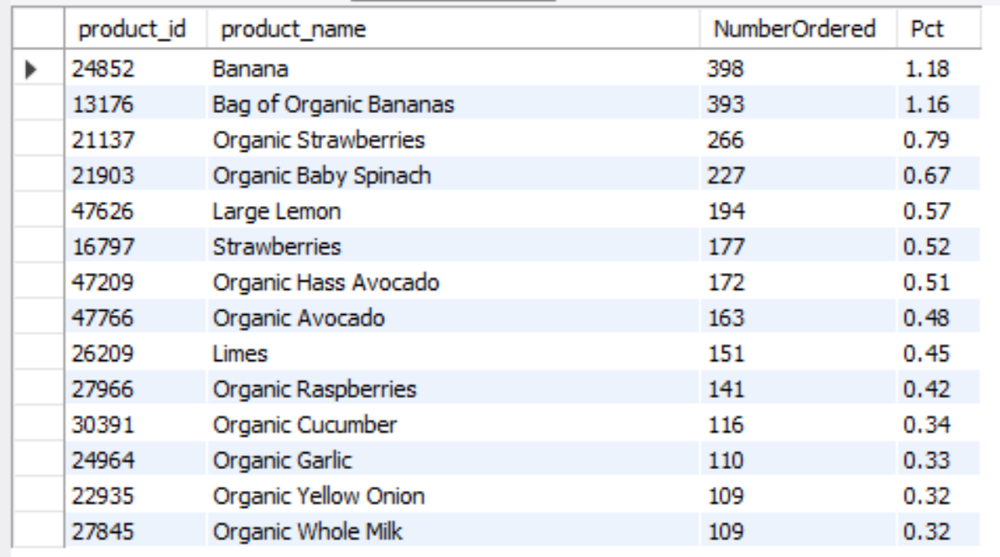 product_id product_name NumberOrdered Pct
24852 Banana 398 1.18
13176 Bag of Organic Bananas 393 1.16
21137 Organic Strawberries 266 0.79
21903 Organic Baby Spinach 227 0.67
47626 Large Lemon 194 0.57
16797 Strawberries 177 0.52
47209 Organic Hass Avocado 172 0.51
47766 Organic Avocado 163 0.48
26209 Limes 151 0.45
27966 Organic Raspberries 141 0.42
30391 Organic Cucumber 116 0.34
24964 Organic Garlic 110 0.33
22935 Organic Yellow Onion 109 0.32
27845 Organic Whole Milk 109 0.32